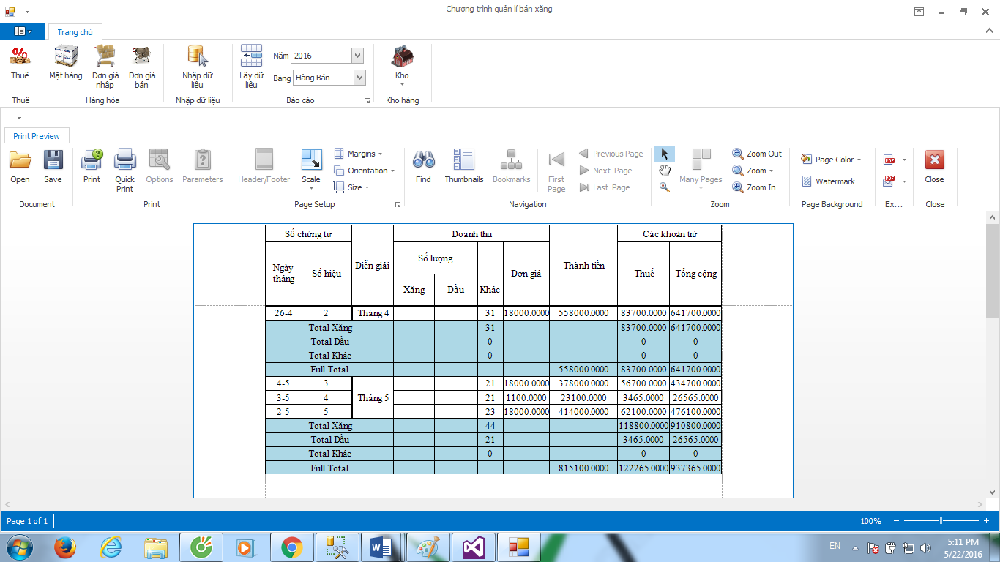 Chương trình quản lí bán xăng
Trang chủ
Thuế
Mặt hàng
Đơn giá nhập
Đơn giá bán
Nhập dữ liệu
Lấy dữ liệu
Năm 2016
Bảng Hàng Bán
Kho
Thuế
Hàng hóa
Nhập dữ liệu
Báo cáo
Kho hàng
Print Preview
Open
Save
Print
Quick Print
Options
Parameters
Header/Footer
Scale
Margins
Orientation
Size
Find
Thumbnails
Bookmarks
First Page
Previous Page
Next Page
Last Page
Many Pages
Zoom Out
Zoom
Zoom In
Page Color
Watermark
PDF
PDF
Close
Document
Print
Page Setup
Navigation
Zoom
Page Background
Ex...
Close
Số chứng từ Doanh thu Các khoản trừ
Ngày tháng Số hiệu Diễn giải Số lượng Dơn giá Thành tiền Thuế Tổng cộng
Xăng Dầu Khác
26-4 2 Tháng 4 31 18000.0000 558000.0000 83700.0000 641700.0000
Total Xăng 31 83700.0000 641700.0000
Total Dầu 0 0 0
Total Khác 0 0 0
Full Total 558000.0000 83700.0000 641700.0000
4-5 3 21 18000.0000 378000.0000 56700.0000 434700.0000
3-5 4 Tháng 5 21 1100.0000 23100.0000 3465.0000 26565.0000
2-5 5 23 18000.0000 414000.0000 62100.0000 476100.0000
Total Xăng 44 118800.0000 910800.0000
Total Dầu 21 3465.0000 26565.0000
Total Khác 0 0 0
Full Total 815100.0000 122265.0000 937365.0000
Page 1 of 1
100%
EN
5:11 PM
5/22/2016